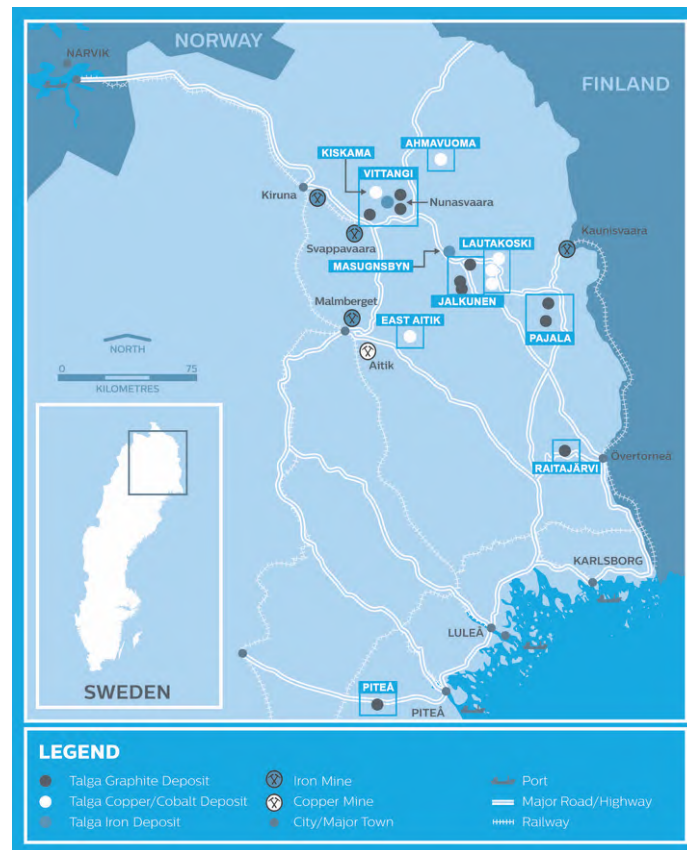 NORWAY
NARVIK
FINLAND
AHMAVUOMA
KISKAMA
VITTANGI
Kiruna
Nunasvaara
Svappavaara
Kaunisvaara
LAUTAKOSKI
MASUGNSBYN
JALKUNEN
Malmberget
EAST AITIK
PAJALA
NORTH
Aitik
0 75
KILOMETRES
RAITAJÄRVI
Övertorneå
KARLSBORG
LULEÅ
SWEDEN
PITEÅ
PITEÅ
LEGEND
Talga Graphite Deposit
Talga Copper/Cobalt Deposit
Talga Iron Deposit
Iron Mine
Copper Mine
City/Major Town
Port
Major Road/Highway
Railway